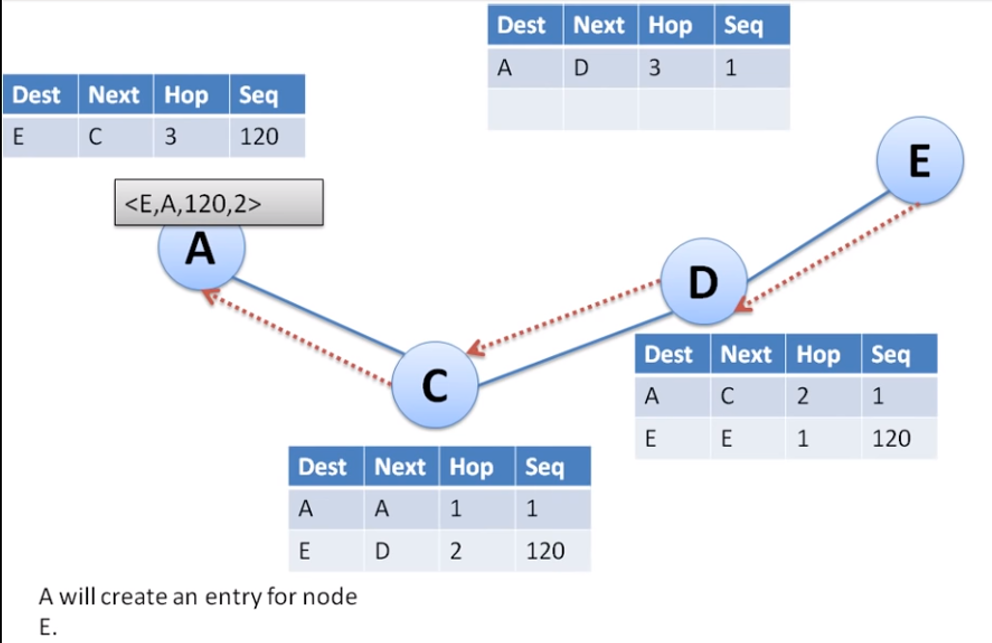 Dest Next Hop Seq
A D 3 1
Dest Next Hop Seq
E C 3 120
E
<E,A,120,2>
A
D
Dest Next Hop Seq
A C 2 1
E E 1 120
C
Dest Next Hop Seq
A A 1 1
E D 2 120
A will create an entry for node
E.